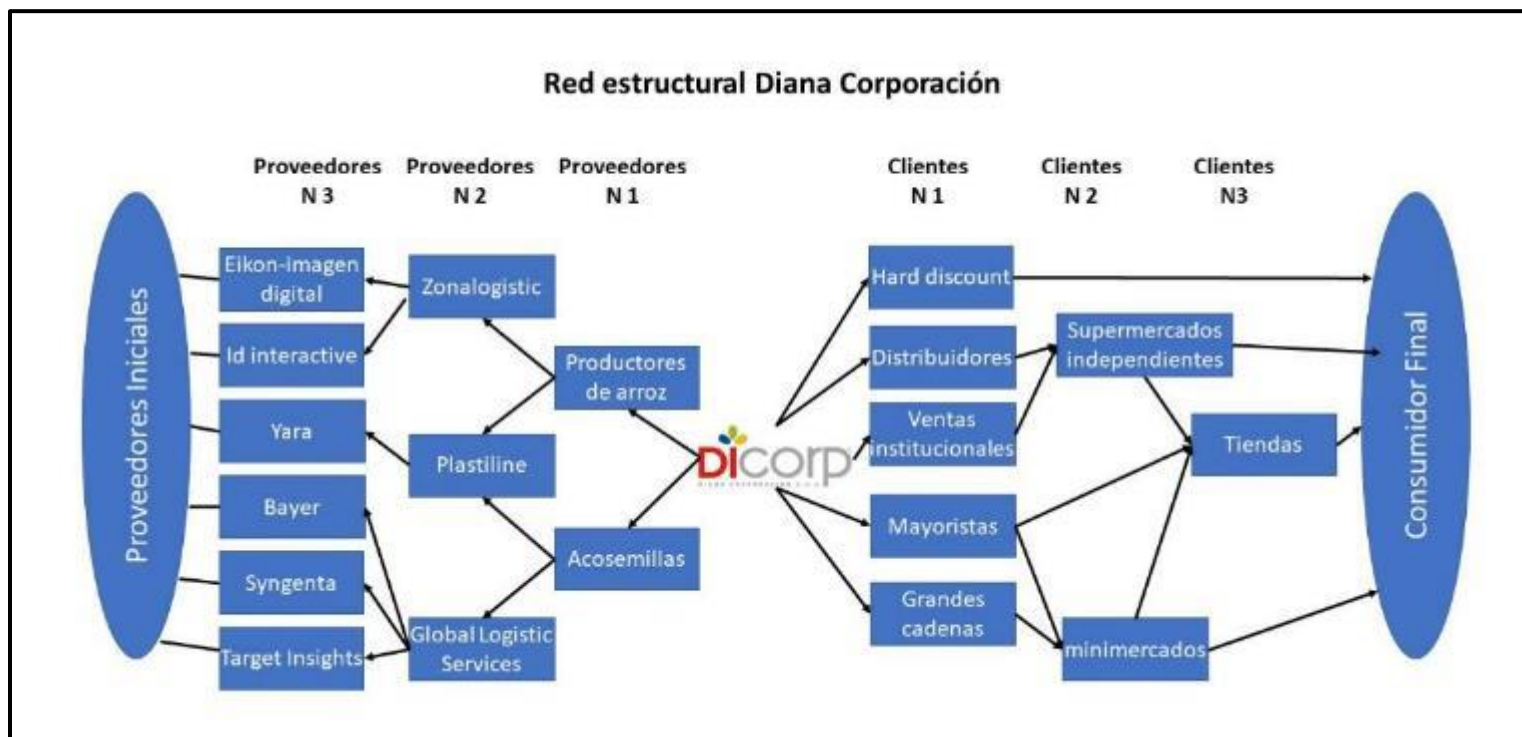 Red estructural Diana Corporación
Proveedores
N 3
Proveedores
N 2
Proveedores
N 1
Clientes
N 1
Clientes
N 2
Clientes
N3
Proveedores Iniciales
Eikon-imagen
digital
Id interactive
Yara
Bayer
Syngenta
Target Insights
Zonalogistic
Plastiline
Global Logistic
Services
Productores
de arroz
Acosemillas
DIcorp
Hard discount
Distribuidores
Ventas
institucionales
Mayoristas
Grandes
cadenas
Supermercados
independientes
minimercados
Tiendas
Consumidor Final